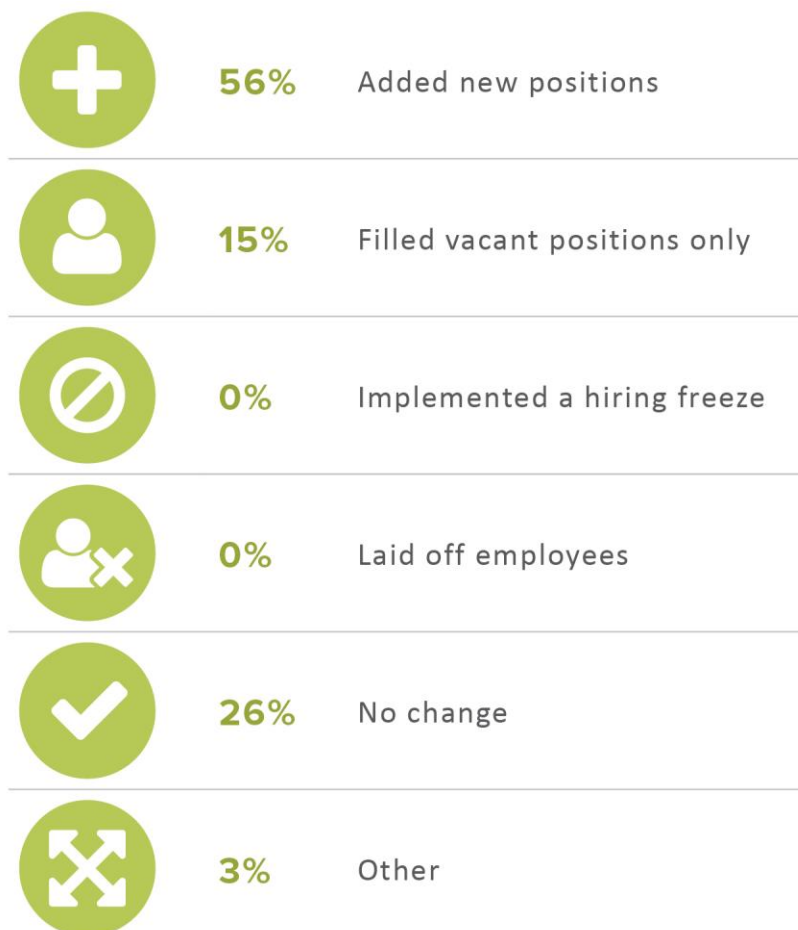 56% Added new positions
15% Filled vacant positions only
0% Implemented a hiring freeze
0% Laid off employees
26% No change
3% Other